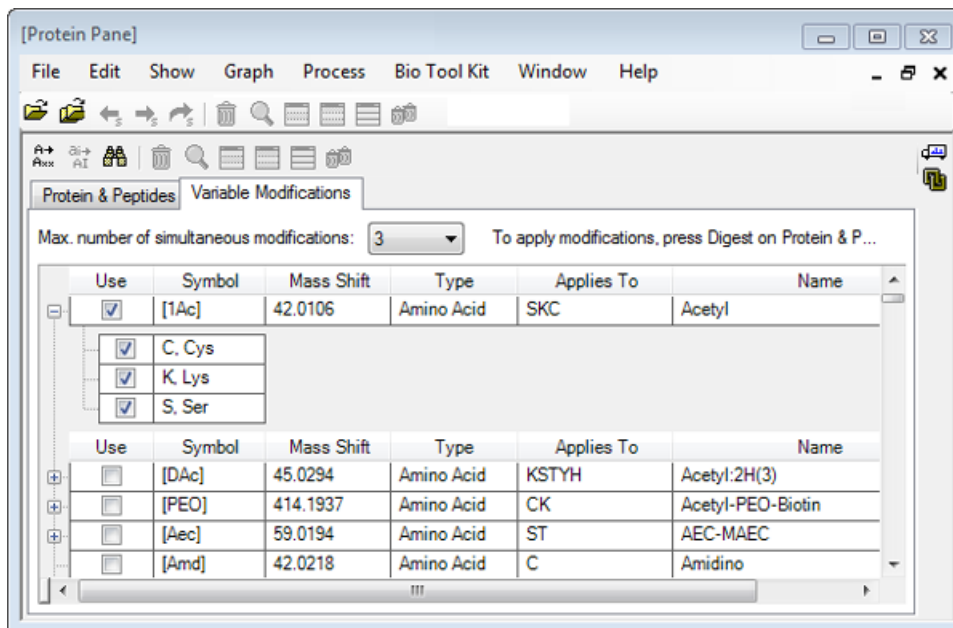 [Protein Pane]
File Edit Show Graph Process Bio Tool Kit Window Help
Protein & Peptides Variable Modifications
Max. number of simultaneous modifications: 3 To apply modifications, press Digest on Protein & P...
Use Symbol Mass Shift Type Applies To Name
[1Ac] 42.0106 Amino Acid SKC Acetyl
C, Cys
K, Lys
S, Ser
Use Symbol Mass Shift Type Applies To Name
[DAc] 45.0294 Amino Acid KSTYH Acetyl:2H(3)
[PEO] 414.1937 Amino Acid CK Acetyl-PEO-Biotin
[Aec] 59.0194 Amino Acid ST AEC-MAEC
[Amd] 42.0218 Amino Acid C Amidino